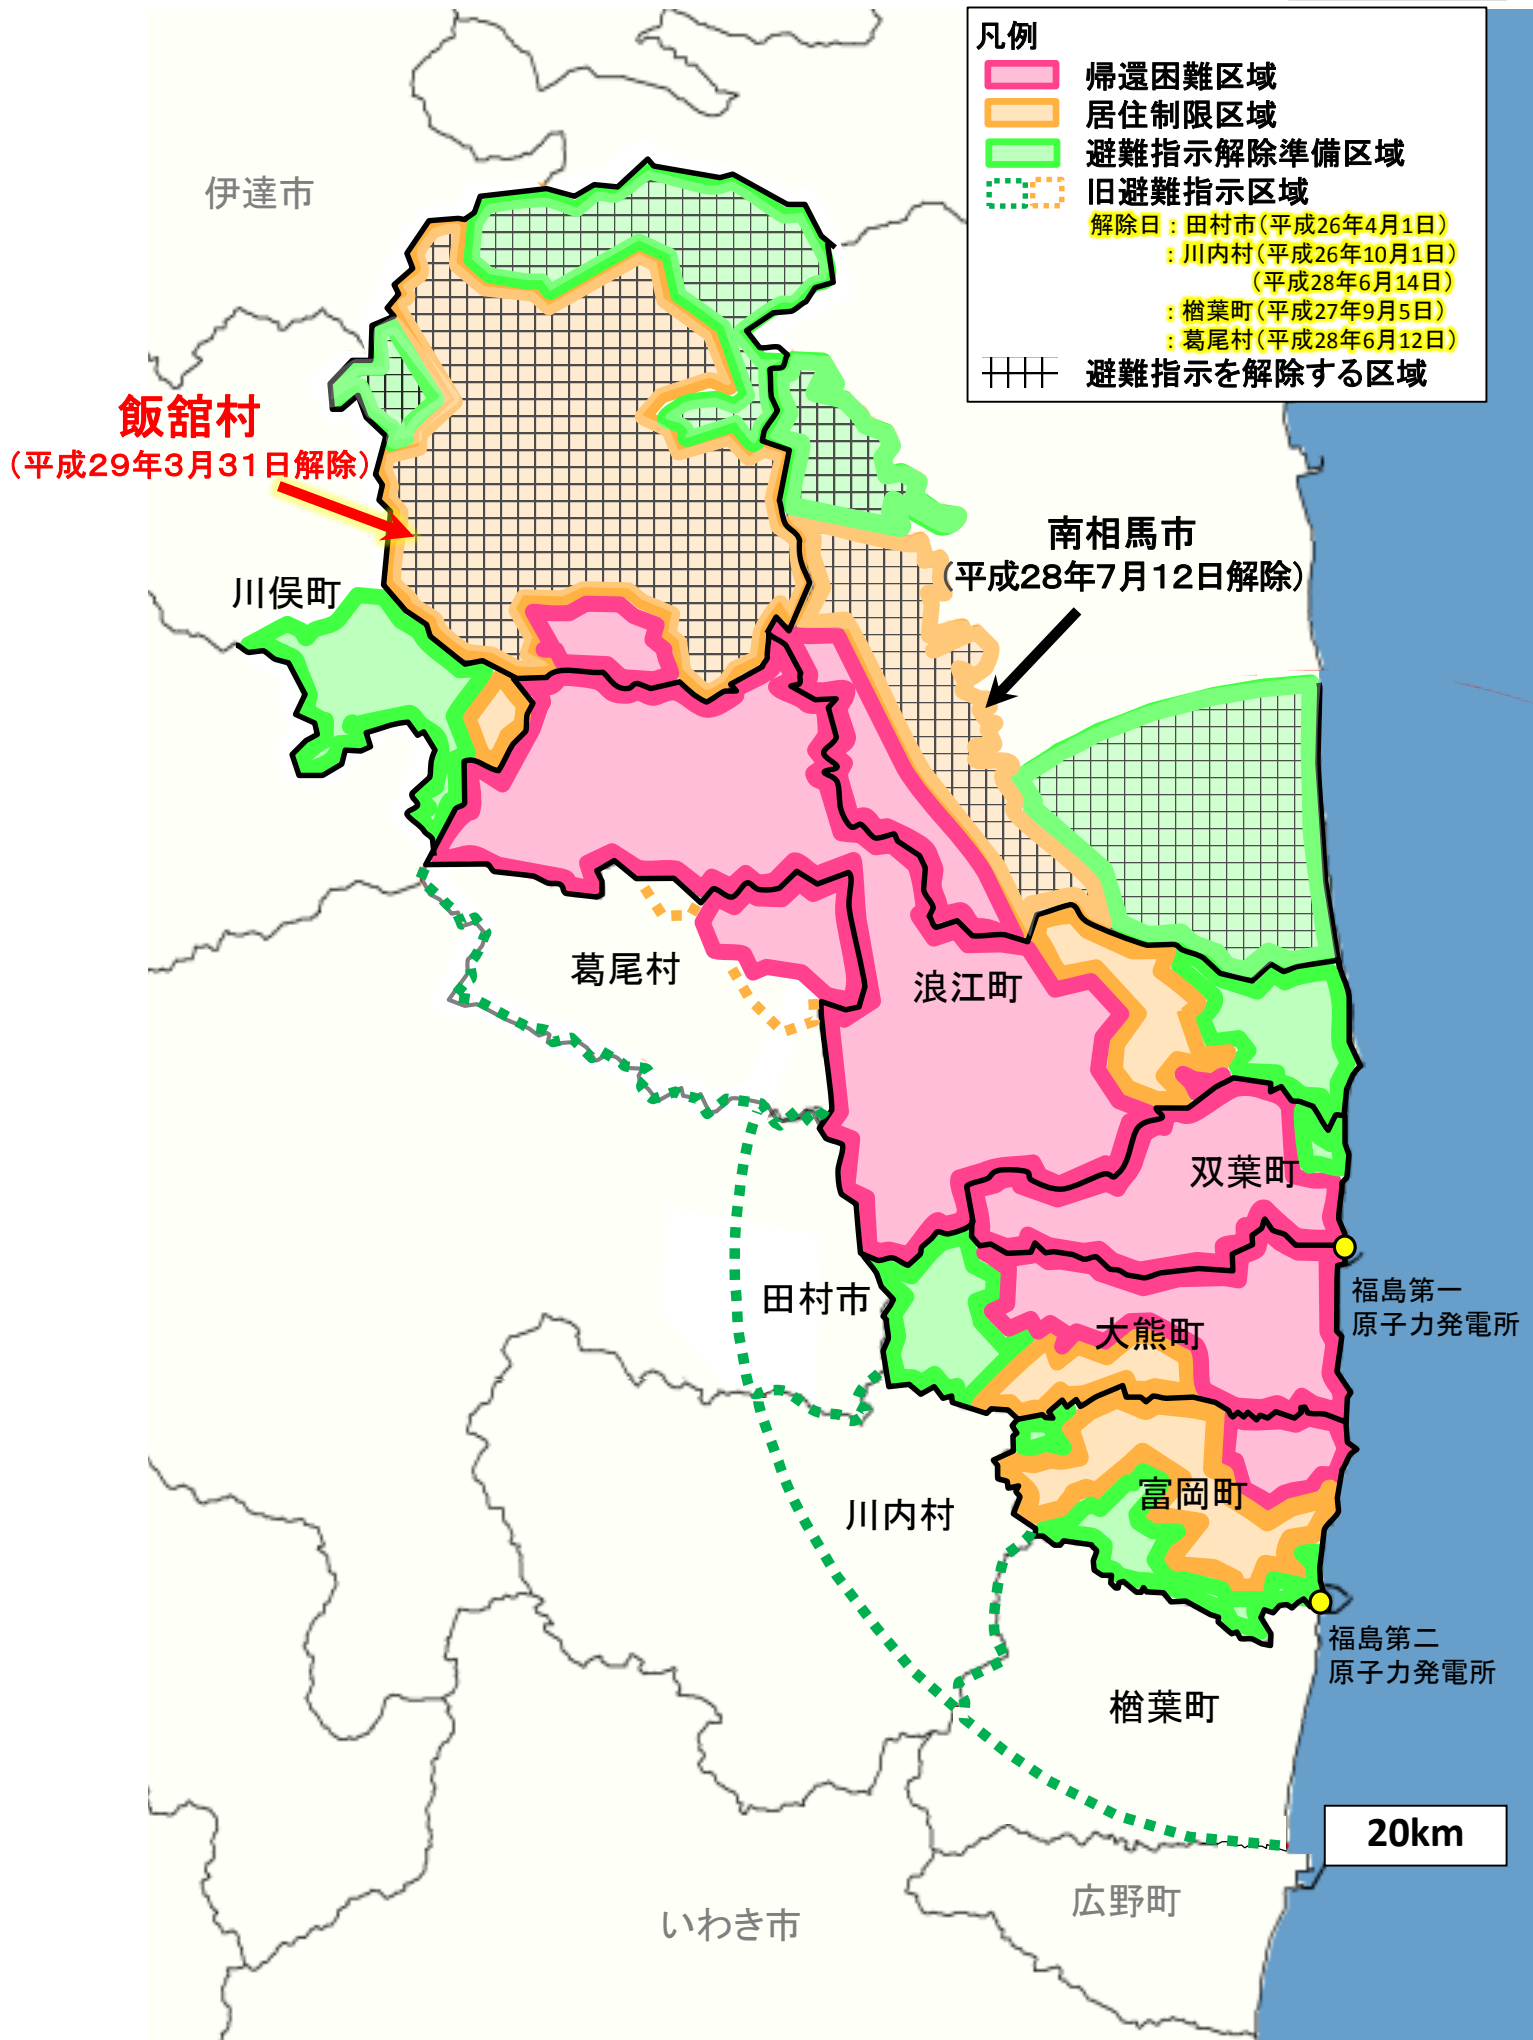 凡例
帰還困難区域
居住制限区域
避難指示解除準備区域
旧避難指示区域
解除日：田村市（平成26年4月1日）
：川内村（平成26年10月1日）
（平成28年6月14日）
：楢葉町（平成27年9月5日）
：葛尾村（平成28年6月12日）
避難指示を解除する区域
伊達市
飯舘村
（平成29年3月31日解除）
南相馬市
（平成28年7月12日解除）
川俣町
葛尾村
浪江町
双葉町
田村市
福島第一
原子力発電所
大熊町
富岡町
川内村
福島第二
原子力発電所
楢葉町
20km
広野町
いわき市